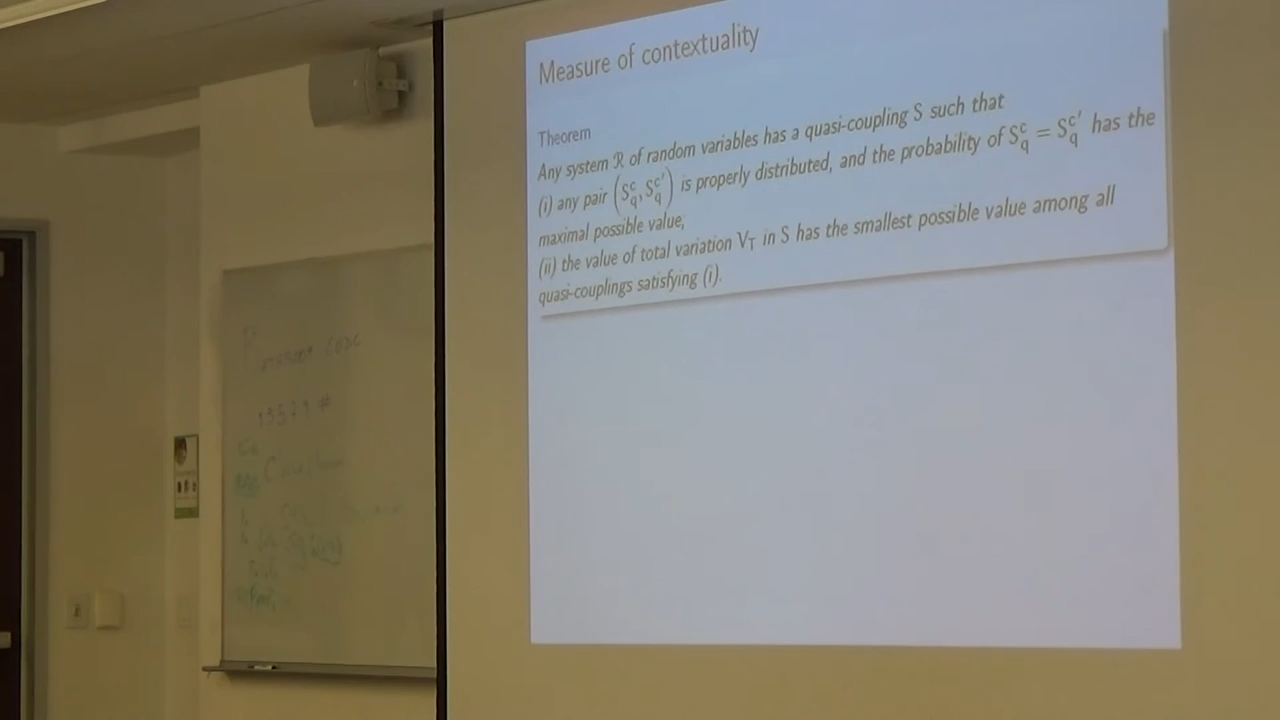 Measure of contextuality
Theorem
Any system ℛ of random variables has a quasi-coupling S such that
(i) any pair (S_q^c, S_q^c') is properly distributed, and the probability of S_q^c = S_q^c' has the
maximal possible value;
(ii) the value of total variation V_T in S has the smallest possible value among all
quasi-couplings satisfying (i).
code
13579#